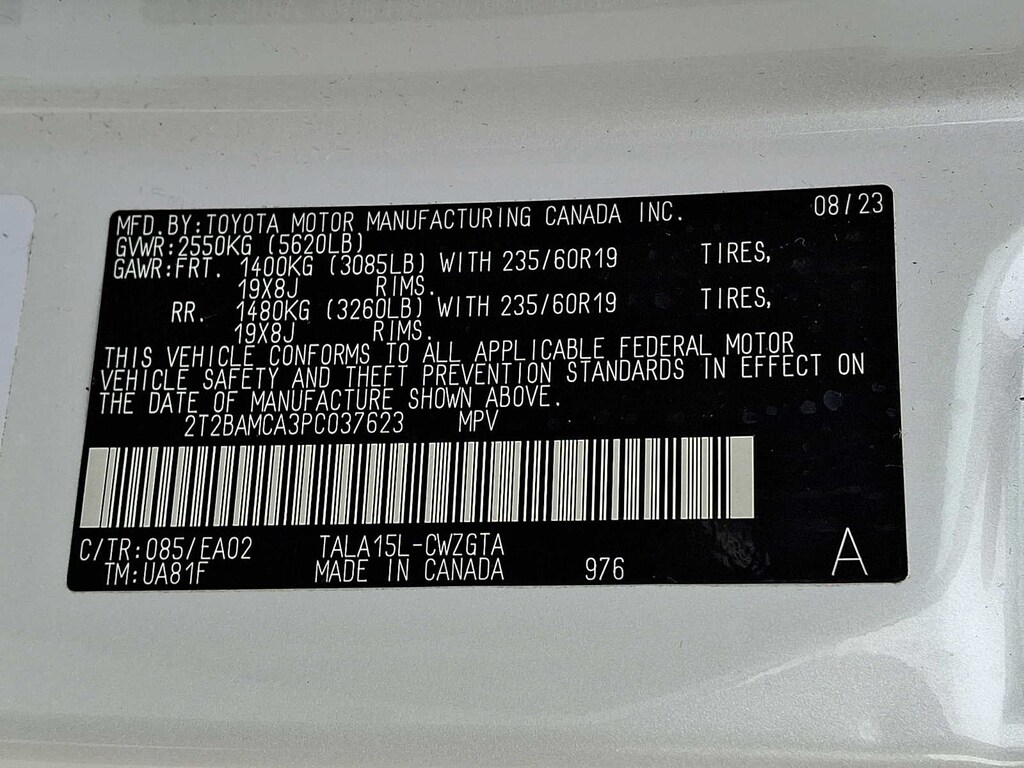 MFD.BY:TOYOTA MOTOR MANUFACTURING CANADA INC. 08/23
GVWR:2550KG (5620LB)
GAWR:FRT. 1400KG (3085LB) WITH 235/60R19 TIRES,
19X8J RIMS.
RR. 1480KG (3260LB) WITH 235/60R19 TIRES,
19X8J RIMS.
THIS VEHICLE CONFORMS TO ALL APPLICABLE FEDERAL MOTOR
VEHICLE SAFETY AND THEFT PREVENTION STANDARDS IN EFFECT ON
THE DATE OF MANUFACTURE SHOWN ABOVE.
2T2BAMCA3PC037623 MPV
C/TR:085/EA02 TALA15L-CWZGTA A
TM:UA81F MADE IN CANADA 976